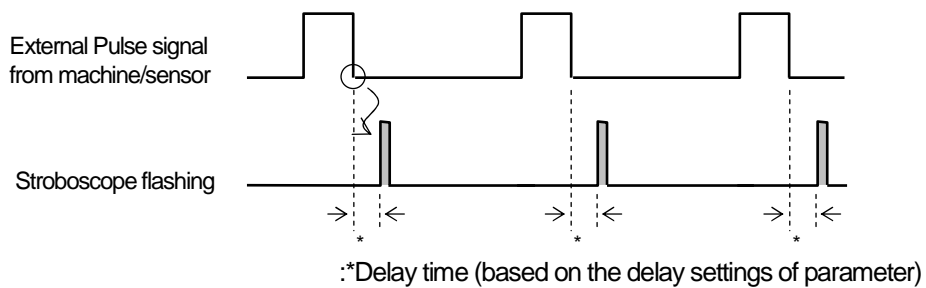 External Pulse signal
from machine/sensor
Stroboscope flashing
* * *
:*Delay time (based on the delay settings of parameter)